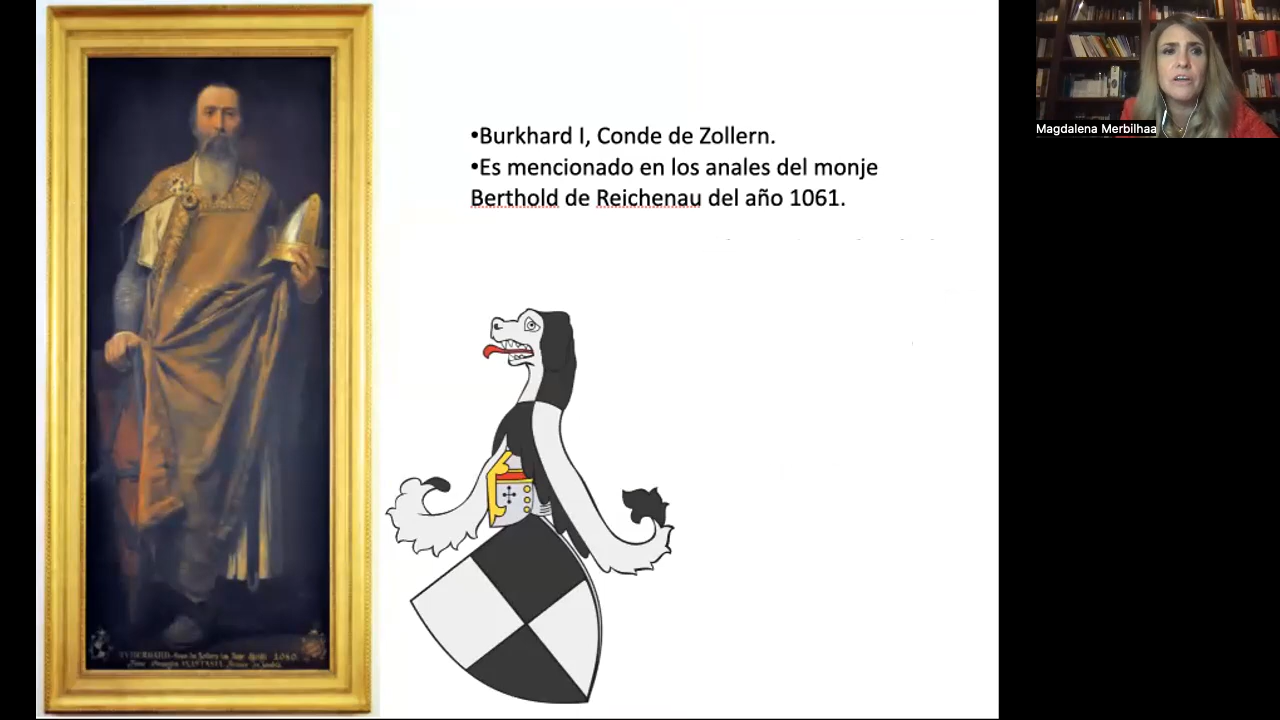 •Burkhard I, Conde de Zollern.
•Es mencionado en los anales del monje
Berthold de Reichenau del año 1061.
Magdalena Merbilhaa